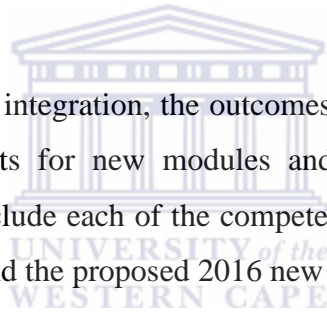 integration, the outcomes
ts for new modules and
clude each of the compete
UNIVERSITY of the
d the proposed 2016 new
WESTERN CAPE